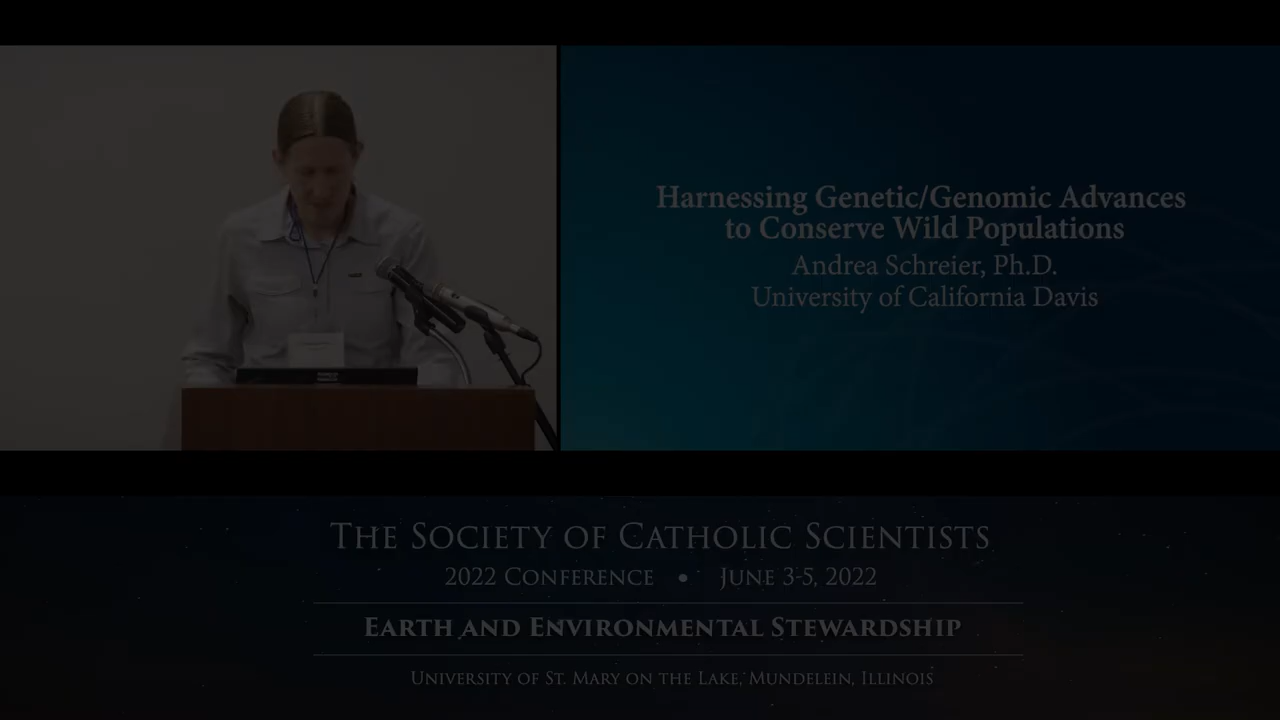 Harnessing Genetic/Genomic Advances
to Conserve Wild Populations
Andrea Schreier, Ph.D.
University of California Davis
The Society of Catholic Scientists
2022 Conference • June 3-5, 2022
Earth and Environmental Stewardship
University of St. Mary on the Lake, Mundelein, Illinois